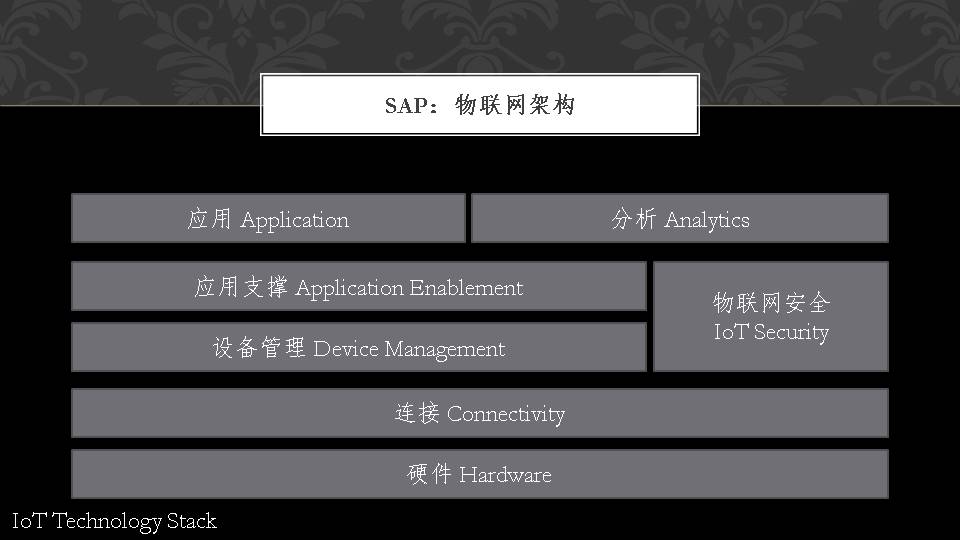 SAP：物联网架构
应用 Application
分析 Analytics
应用支撑 Application Enablement
物联网安全
IoT Security
设备管理 Device Management
连接 Connectivity
硬件 Hardware
IoT Technology Stack